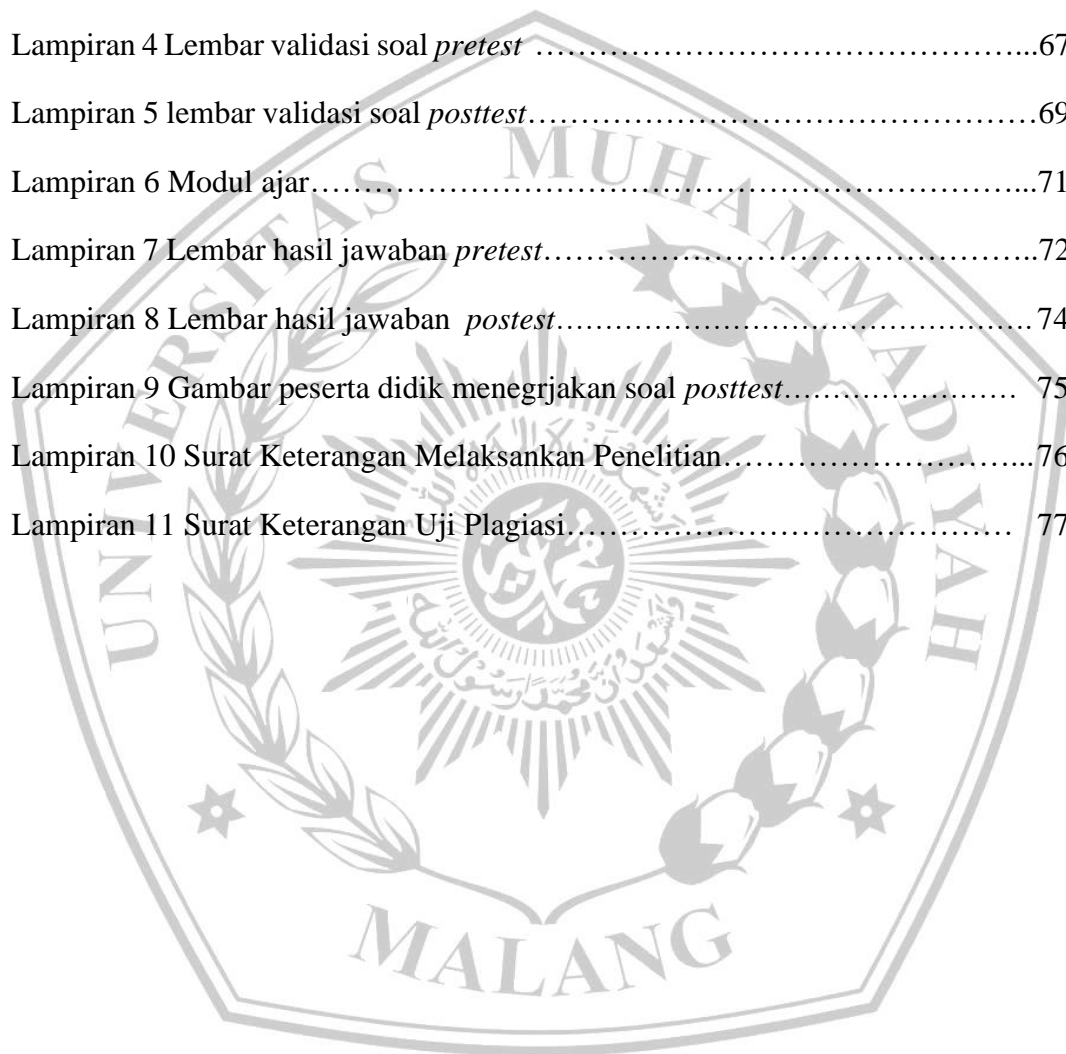 Lampiran 4 Lembar validasi soal pretest …………………………………………...67
Lampiran 5 lembar validasi soal posttest……………………………………………69
Lampiran 6 Modul ajar……………………………………………………………...71
Lampiran 7 Lembar hasil jawaban pretest…………………………………………..72
Lampiran 8 Lembar hasil jawaban  postest…………………………………………. 74
Lampiran 9 Gambar peserta didik menegrjakan soal posttest…………………… 75
Lampiran 10 Surat Keterangan Melaksankan Penelitian…………………………...76
Lampiran 11 Surat Keterangan Uji Plagiasi…………………………………… 77
UNIVERSITAS MUHAMMADIYAH
MALANG